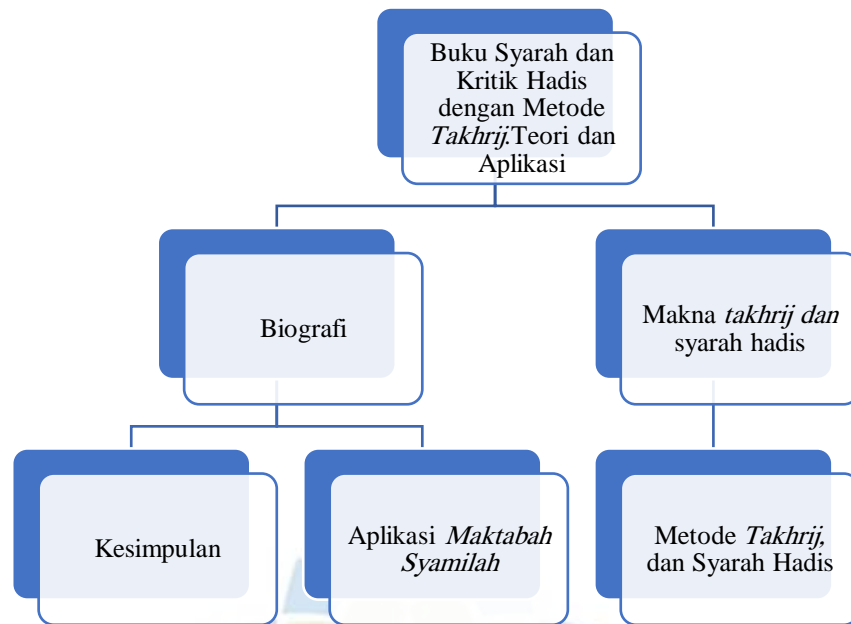 Buku Syarah dan
Kritik Hadis
dengan Metode
Takhrij.Teori dan
Aplikasi
Biografi
Makna takhrij dan
syarah hadis
Kesimpulan
Aplikasi Maktabah
Syamilah
Metode Takhrij,
dan Syarah Hadis